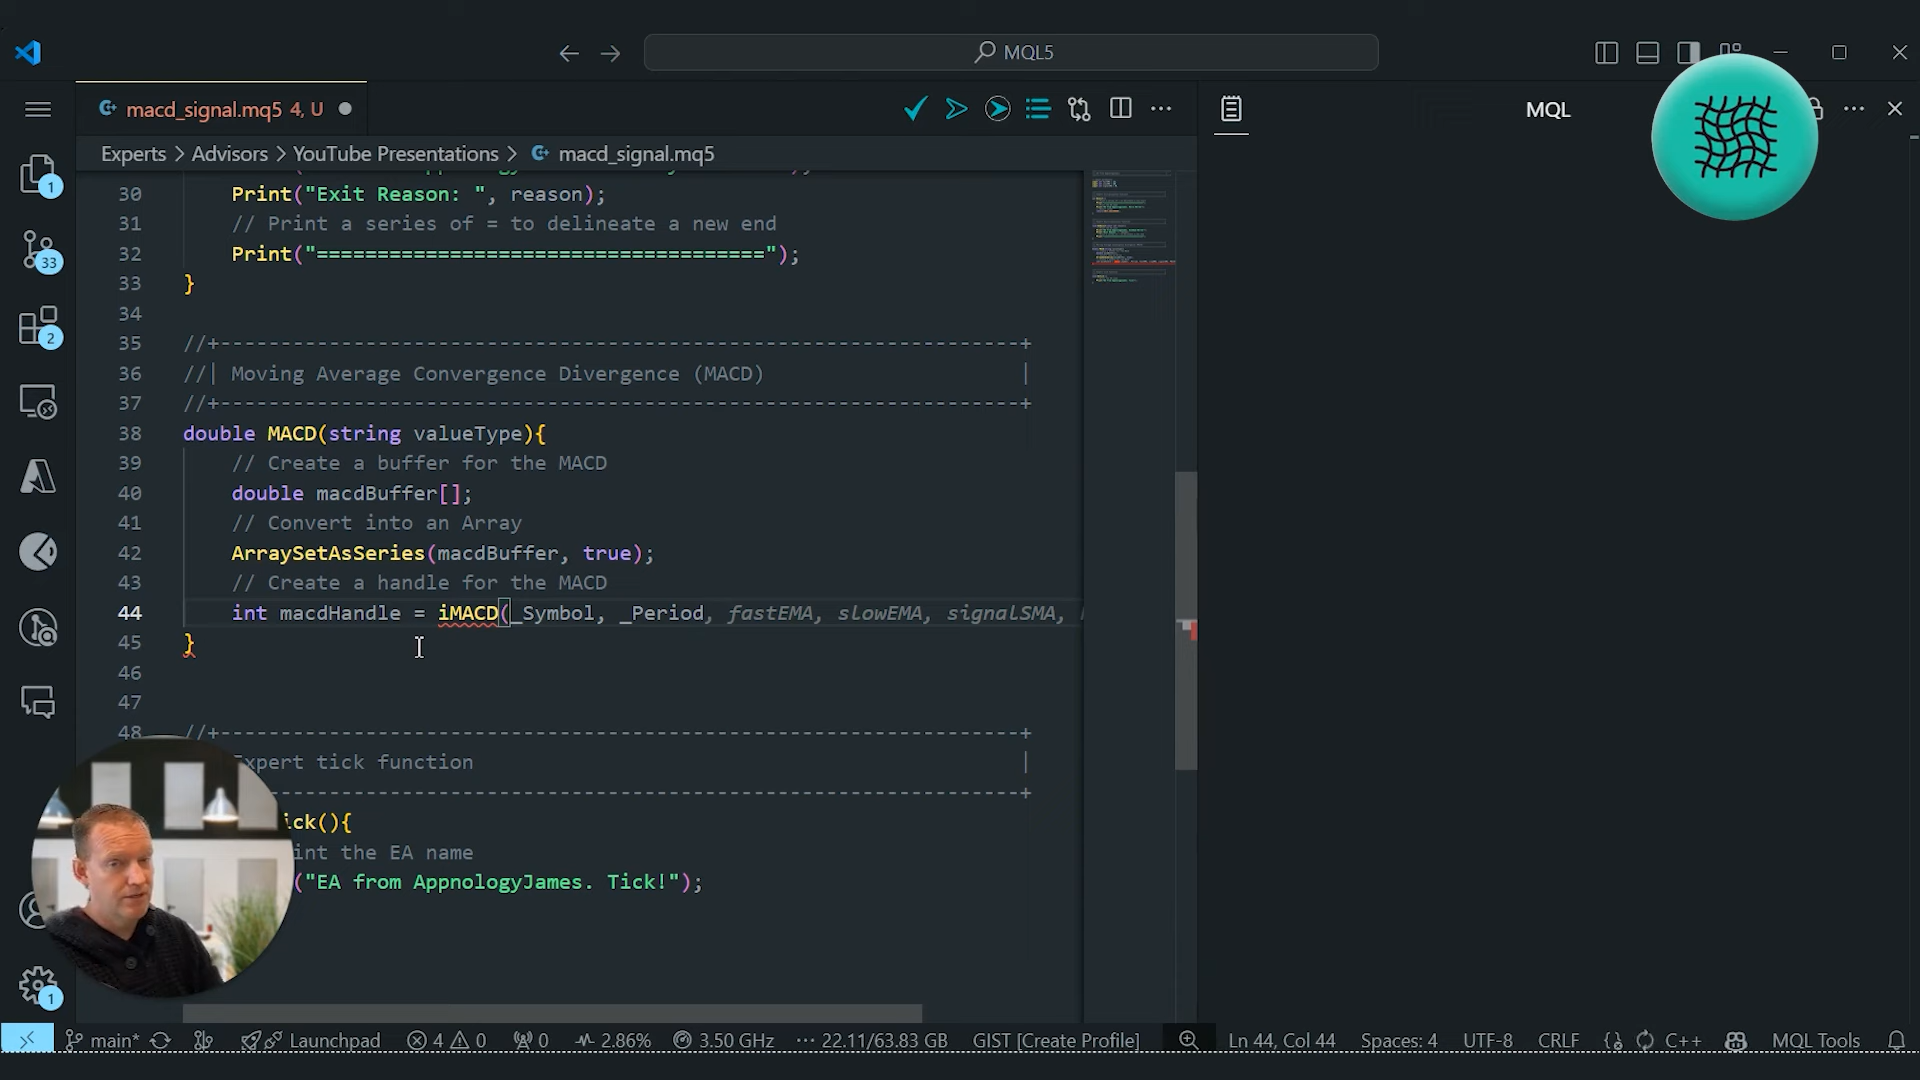 MQL5
macd_signal.mq5 4, U
MQL
Experts > Advisors > YouTube Presentations > macd_signal.mq5
30 Print("Exit Reason: ", reason);
31 // Print a series of = to delineate a new end
32 Print("=====================================");
33 }
34
35 //+------------------------------------------------------------------+
36 //| Moving Average Convergence Divergence (MACD) |
37 //+------------------------------------------------------------------+
38 double MACD(string valueType){
39 // Create a buffer for the MACD
40 double macdBuffer[];
41 // Convert into an Array
42 ArraySetAsSeries(macdBuffer, true);
43 // Create a handle for the MACD
44 int macdHandle = iMACD(_Symbol, _Period, fastEMA, slowEMA, signalSMA,
45 }
46
47
48 //+------------------------------------------------------------------+
Expert tick function |
------------------------------------------------------------------+
ick(){
int the EA name
("EA from AppnologyJames. Tick!");
1
33
2
1
main* Launchpad 4 0 0 2.86% 3.50 GHz ··· 22.11/63.83 GB GIST [Create Profile] Ln 44, Col 44 Spaces: 4 UTF-8 CRLF C++ MQL Tools